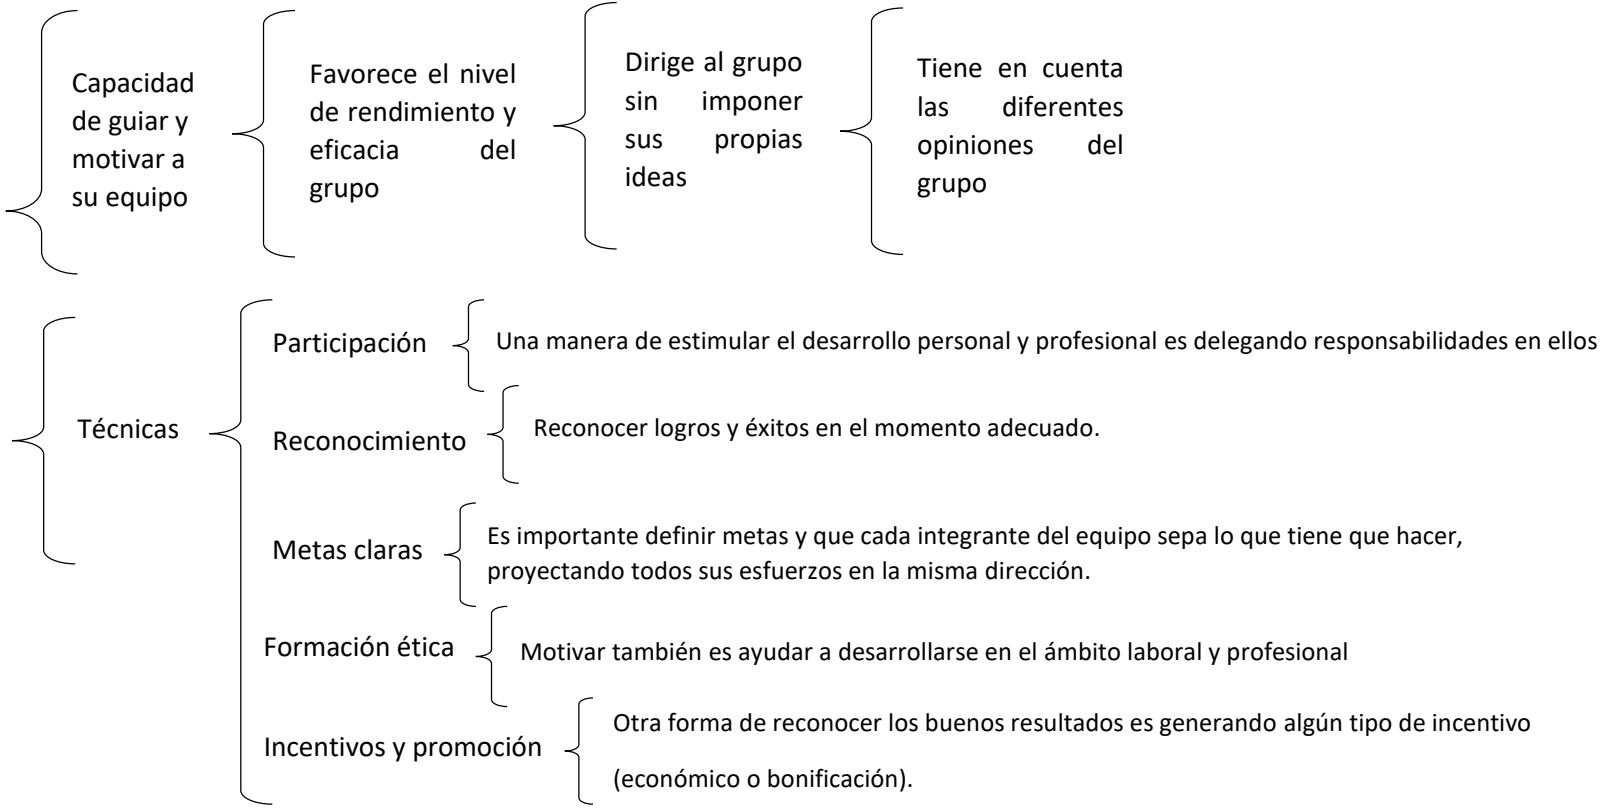 Capacidad
de guiar y
motivar a
su equipo
Favorece el nivel
de rendimiento y
eficacia del
grupo
Dirige al grupo
sin imponer
sus propias
ideas
Tiene en cuenta
las diferentes
opiniones del
grupo
Técnicas
Participación
Una manera de estimular el desarrollo personal y profesional es delegando responsabilidades en ellos
Reconocimiento
Reconocer logros y éxitos en el momento adecuado.
Metas claras
Es importante definir metas y que cada integrante del equipo sepa lo que tiene que hacer,
proyectando todos sus esfuerzos en la misma dirección.
Formación ética
Motivar también es ayudar a desarrollarse en el ámbito laboral y profesional
Incentivos y promoción
Otra forma de reconocer los buenos resultados es generando algún tipo de incentivo
(económico o bonificación).